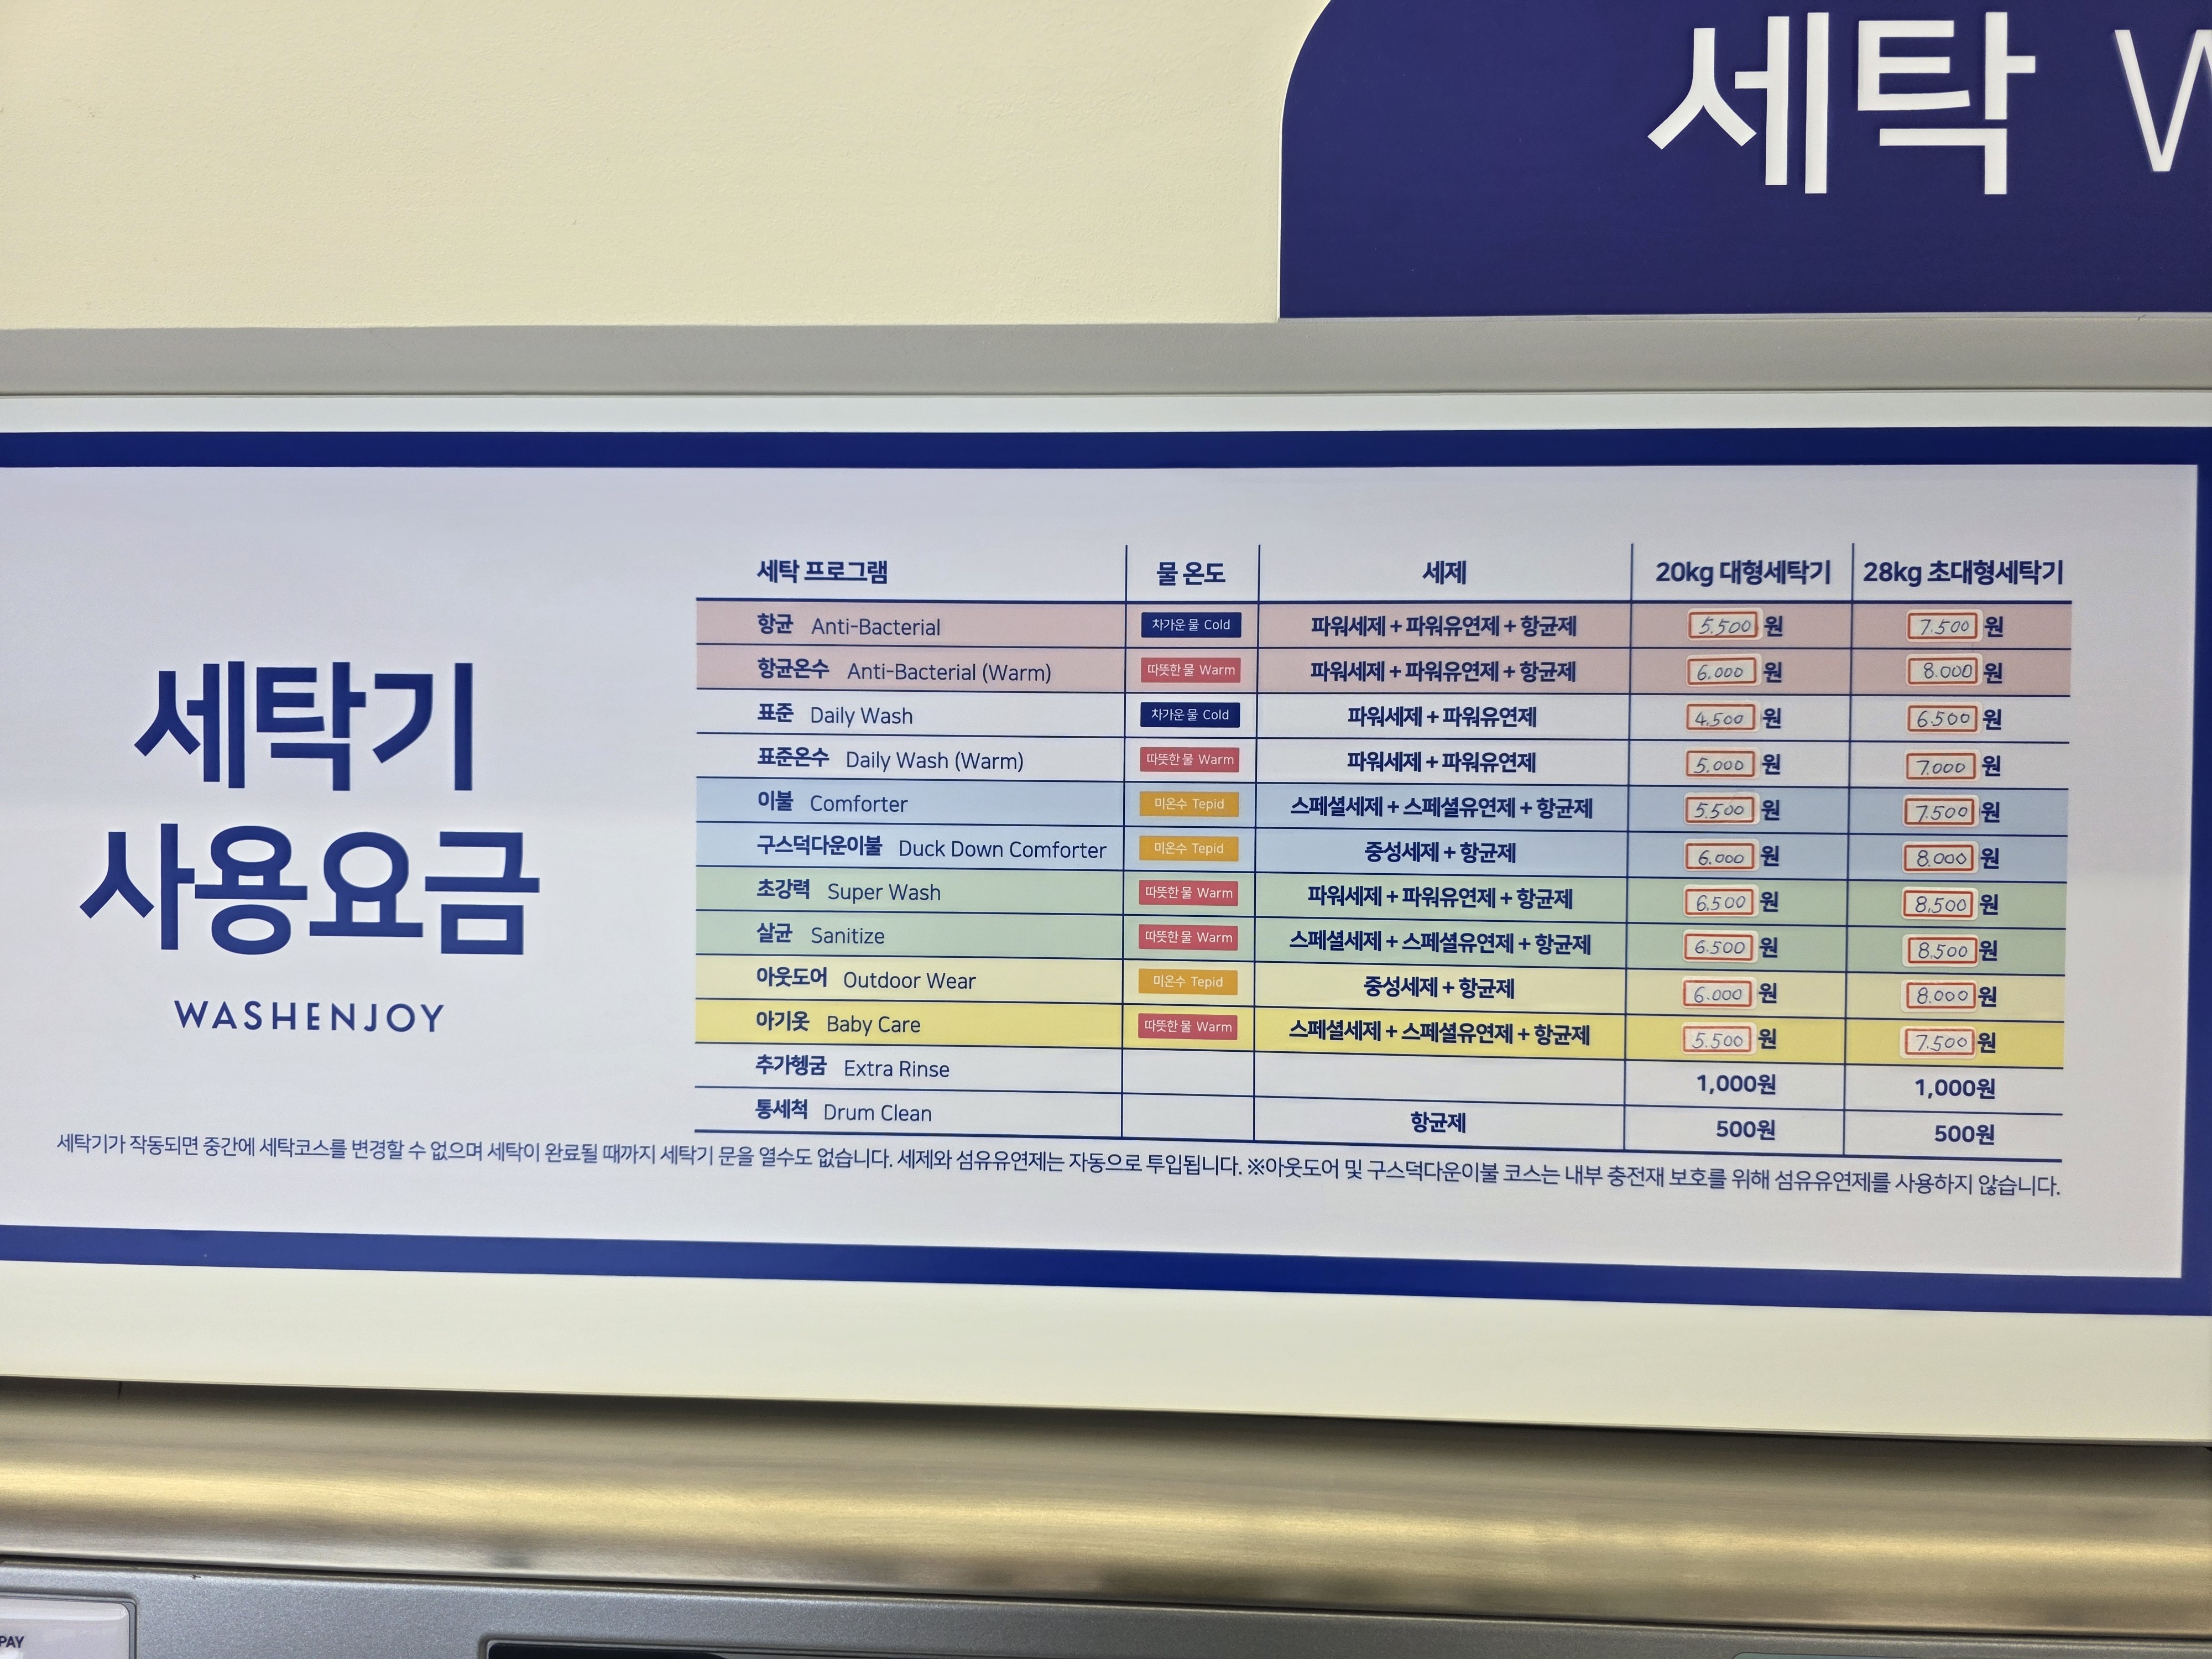 세탁 W
세탁기
사용요금
WASHENJOY
세탁 프로그램 물 온도 세제 20kg 대형세탁기 28kg 초대형세탁기
항균 Anti-Bacterial 차가운 물 Cold 파워세제 + 파워유연제 + 항균제 5.500 원 7.500 원
항균온수 Anti-Bacterial (Warm) 따뜻한 물 Warm 파워세제 + 파워유연제 + 항균제 6.000 원 8.000 원
표준 Daily Wash 차가운 물 Cold 파워세제 + 파워유연제 4.500 원 6.500 원
표준온수 Daily Wash (Warm) 따뜻한 물 Warm 파워세제 + 파워유연제 5.000 원 7.000 원
이불 Comforter 미온수 Tepid 스페셜세제 + 스페셜유연제 + 항균제 5.500 원 7.500 원
구스덕다운이불 Duck Down Comforter 미온수 Tepid 중성세제 + 항균제 6.000 원 8.000 원
초강력 Super Wash 따뜻한 물 Warm 파워세제 + 파워유연제 + 항균제 6.500 원 8.500 원
살균 Sanitize 따뜻한 물 Warm 스페셜세제 + 스페셜유연제 + 항균제 6.500 원 8.500 원
아웃도어 Outdoor Wear 미온수 Tepid 중성세제 + 항균제 6.000 원 8.000 원
아기옷 Baby Care 따뜻한 물 Warm 스페셜세제 + 스페셜유연제 + 항균제 5.500 원 7.500 원
추가헹굼 Extra Rinse 1,000원 1,000원
통세척 Drum Clean 항균제 500원 500원
세탁기가 작동되면 중간에 세탁코스를 변경할 수 없으며 세탁이 완료될 때까지 세탁기 문을 열수도 없습니다. 세제와 섬유유연제는 자동으로 투입됩니다. ※아웃도어 및 구스덕다운이불 코스는 내부 충전재 보호를 위해 섬유유연제를 사용하지 않습니다.
PAY